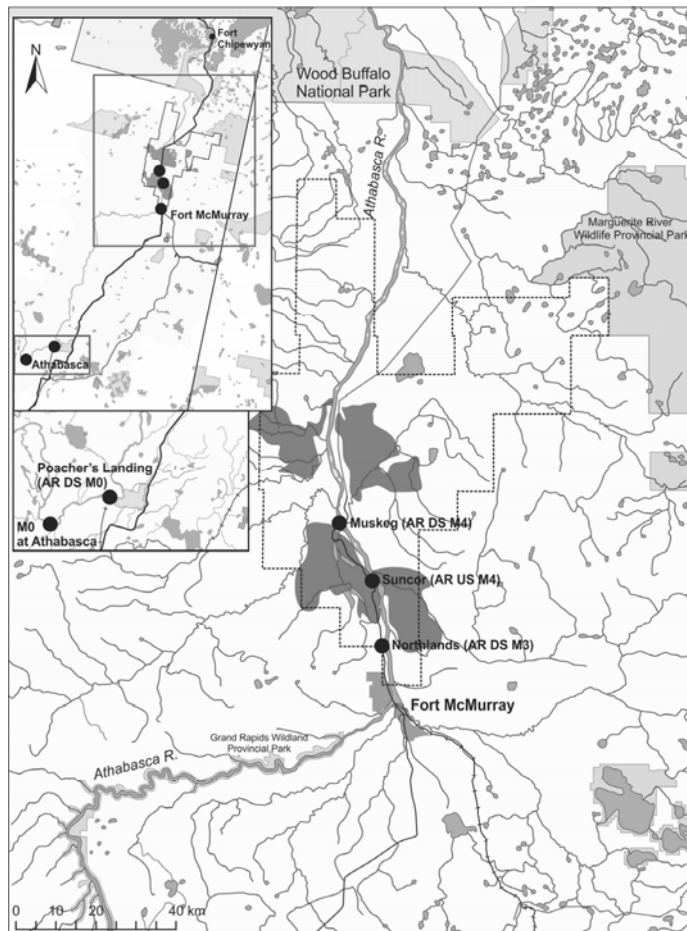 N
Fort
Chipewyan
Fort McMurray
Athabasca
Poacher's Landing
(AR DS M0)
M0
at Athabasca
Wood Buffalo
National Park
Athabasca R.
Marguerite River
Wildlife Provincial Park
Muskeg (AR DS M4)
Suncor (AR US M4)
Northlands (AR DS M3)
Fort McMurray
Grand Rapids Wildland
Provincial Park
Athabasca R.
0 10 20 40 km